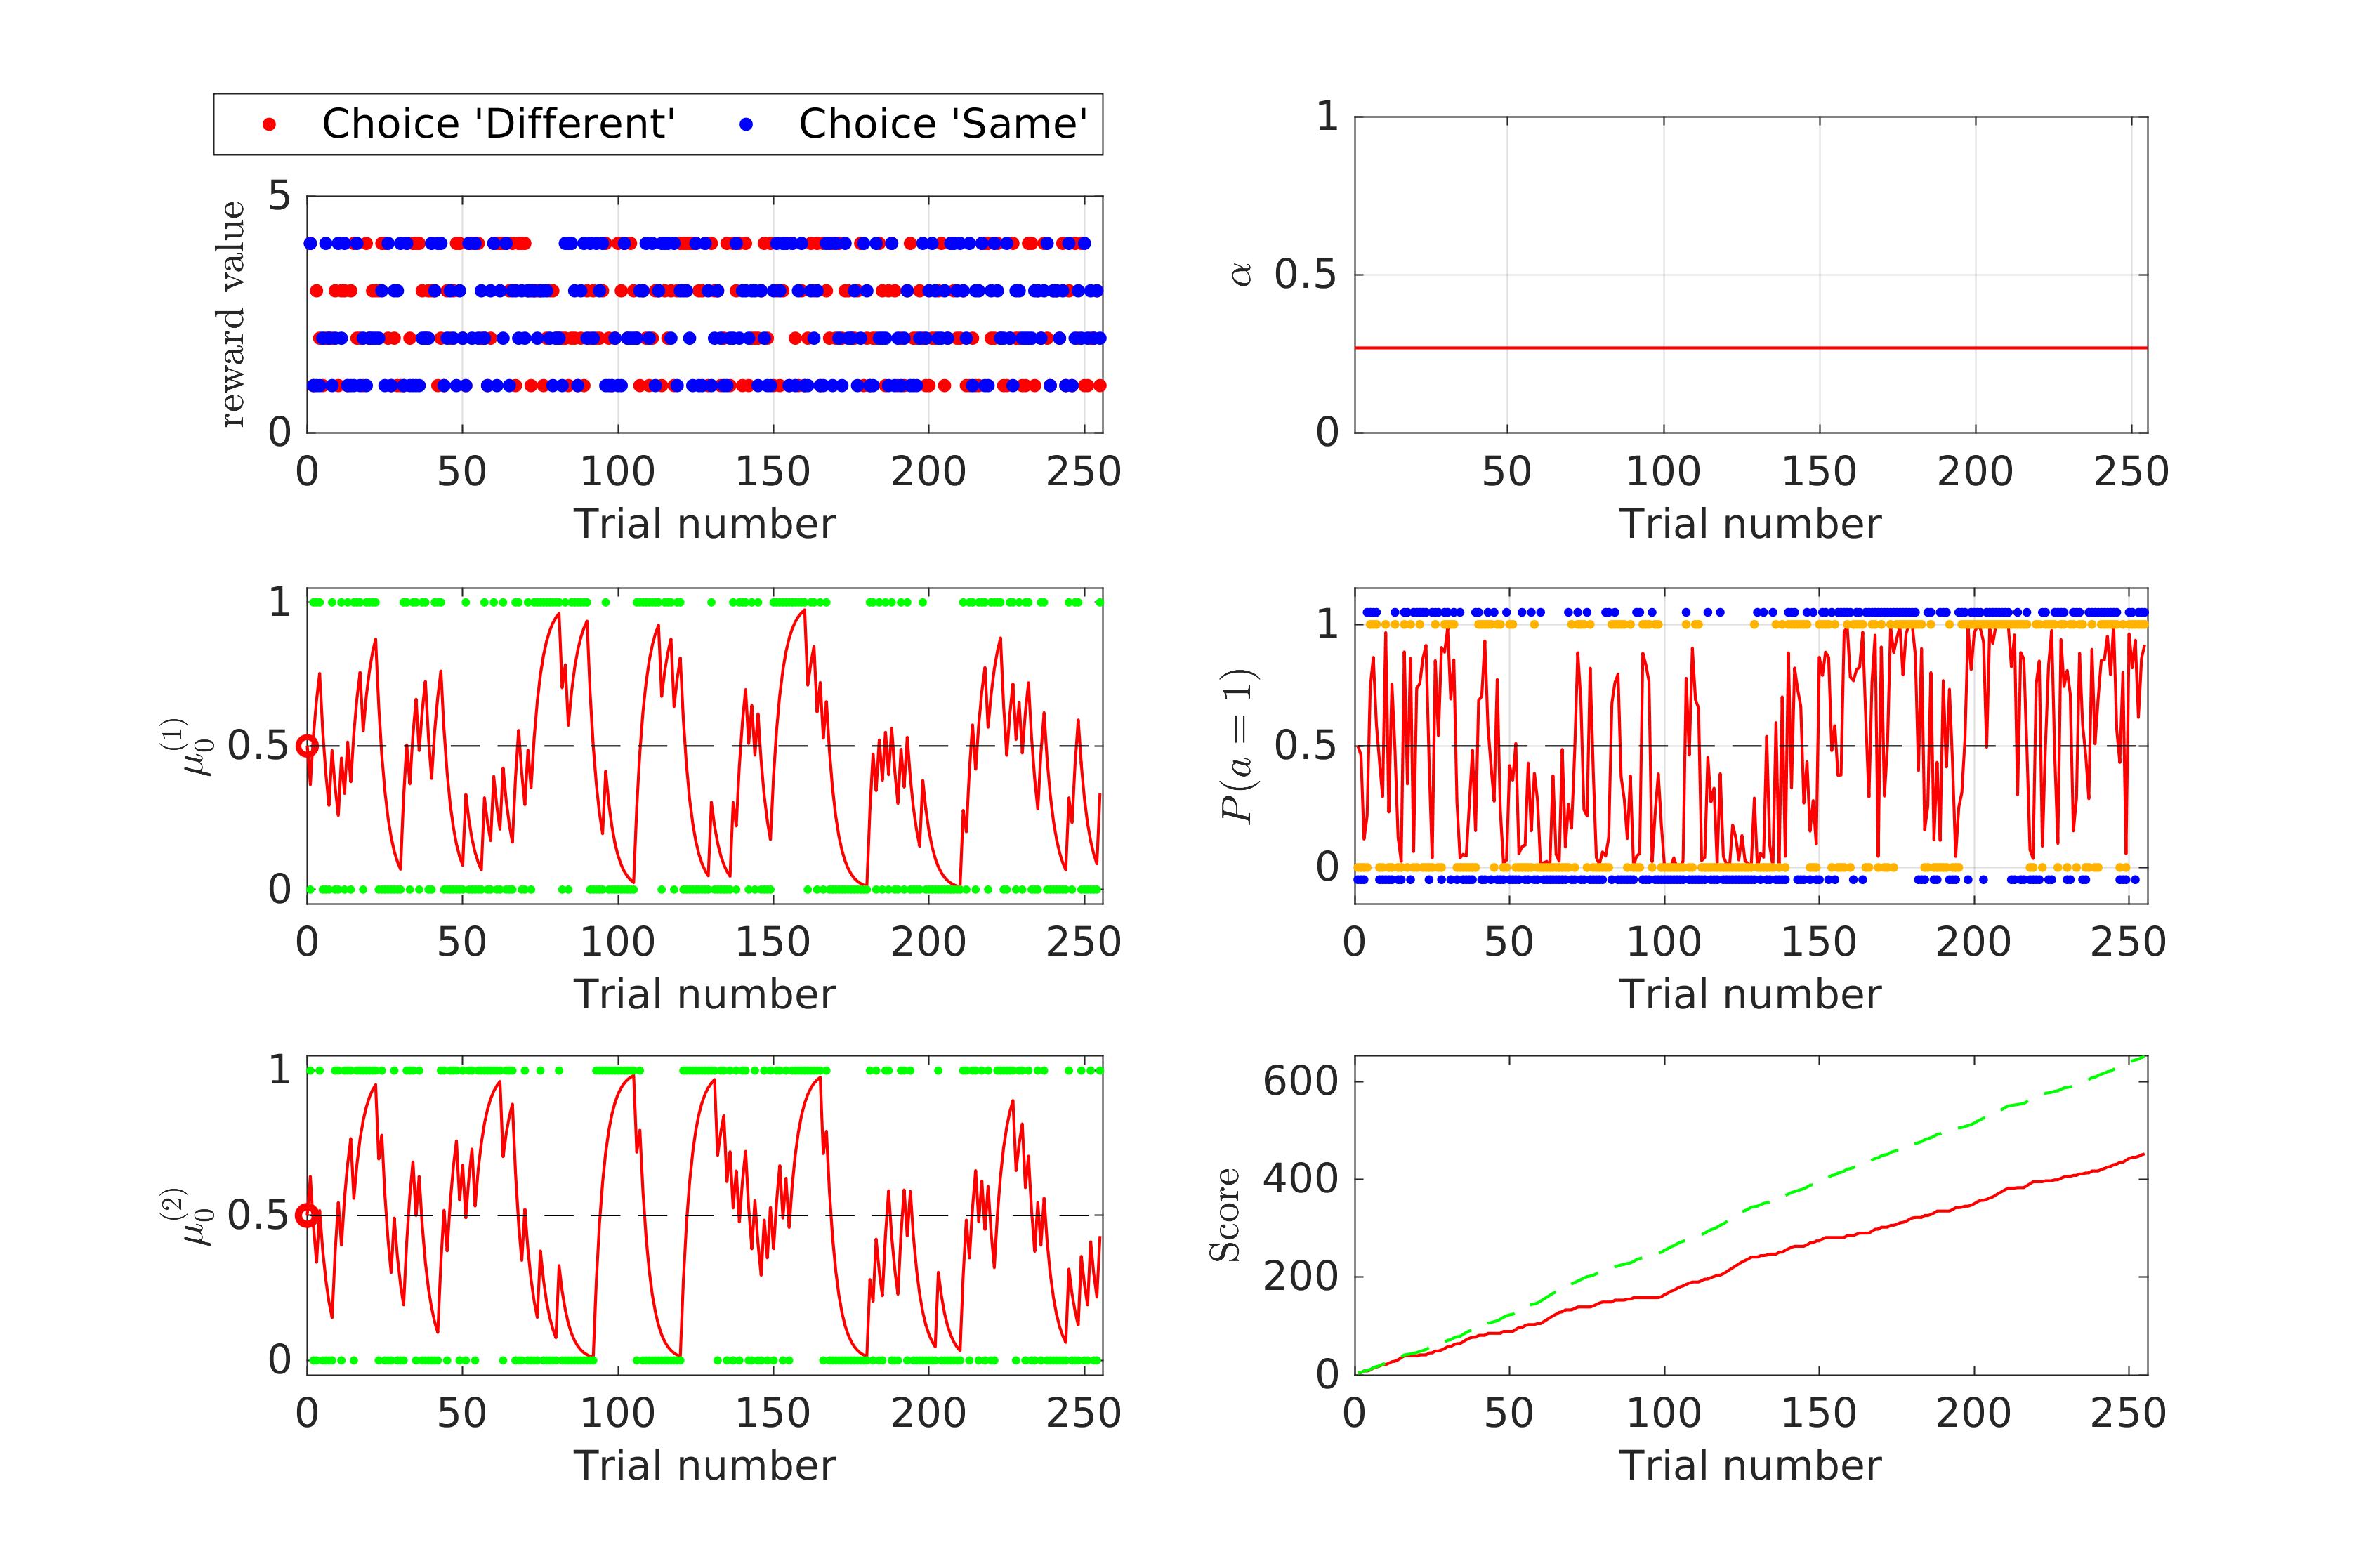 Choice 'Different' Choice 'Same'
5
0
reward value
0 50 100 150 200 250
Trial number
1
0.5
0
α
50 100 150 200 250
Trial number
1
0.5
0
μ₀⁽¹⁾
0 50 100 150 200 250
Trial number
1
0.5
0
P(a = 1)
0 50 100 150 200 250
Trial number
1
0.5
0
μ₀⁽²⁾
0 50 100 150 200 250
Trial number
600
400
200
0
Score
0 50 100 150 200 250
Trial number